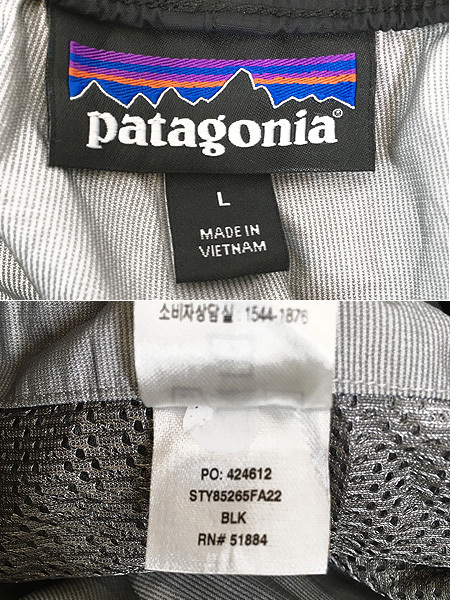 patagonia®
L
MADE IN
VIETNAM
소비자상담실 : 1544-1876
PO: 424612
STY85265FA22
BLK
RN# 51884